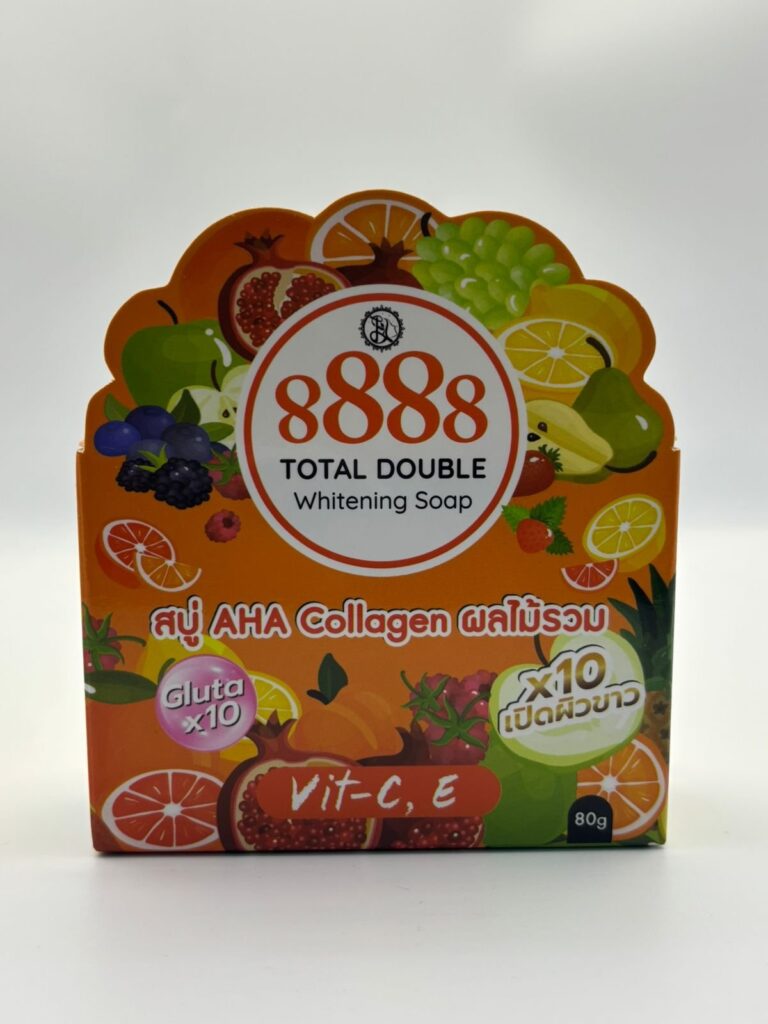 8888
TOTAL DOUBLE
Whitening Soap
สบู่ AHA Collagen ผลไม้รวม
Gluta
x10
x10
เปิดผิวขาว
Vit-C, E
80g